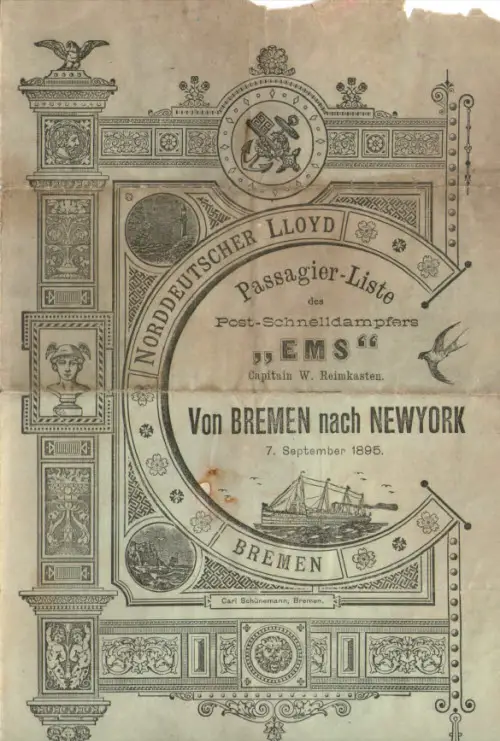 NORDDEUTSCHER LLOYD
BREMEN
Passagier-Liste
des
Post-Schnelldampfers
„EMS“
Capitain W. Reimkasten.
Von BREMEN nach NEWYORK
7. September 1895.
Carl Schünemann, Bremen.